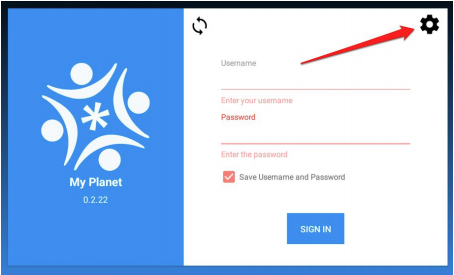 Username
Enter your username
Password
Enter the password
Save Username and Password
SIGN IN
My Planet
0.2.22